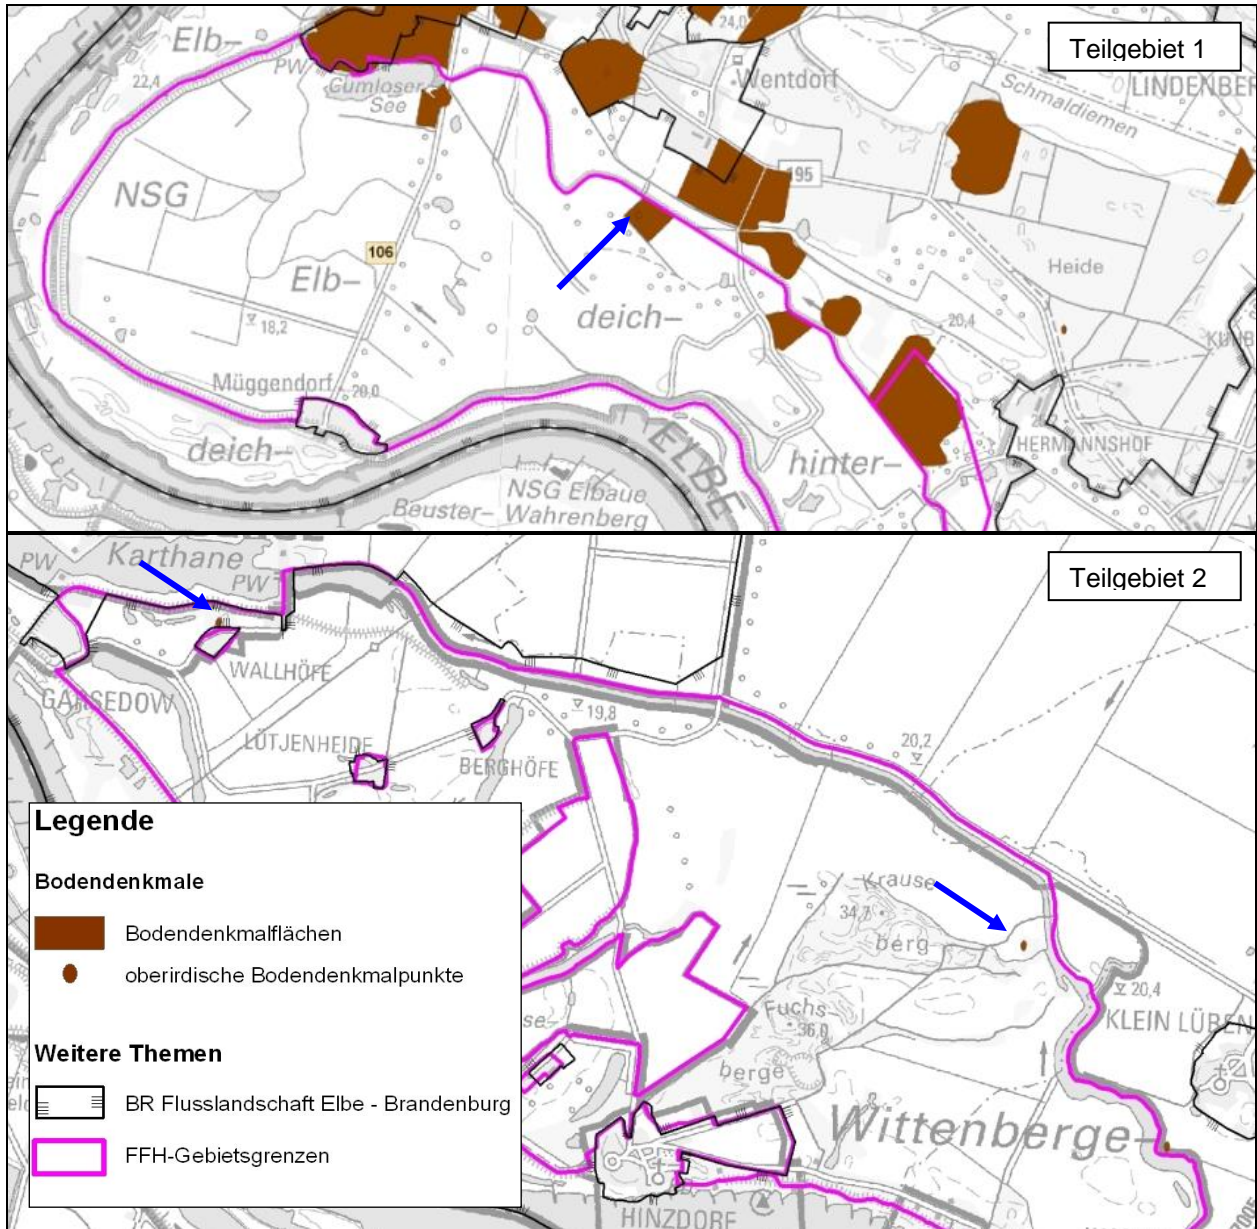 Teilgebiet 1
Elb-
PW
22,4
Cumloser
See
24,0
Wentdorf
Schmaldiemen
LINDENBER
NSG
195
106
Elb-
Heide
deich-
18,2
20,4
Müggendorf
20,0
deich-
ELBE
hinter-
HERMANNSHOF
NSG Elbaue
Beuster- Wahrenberg
Teilgebiet 2
PW
Karthane
PW
WALLHÖFE
GARSEDOW
19,8
LÜTJENHEIDE
BERGHÖFE
20,2
Krause
34,7
berg
20,4
KLEIN LÜBEN
Fuchs
36,0
berge
se-
Wittenberge-
HINZDORF
Legende
Bodendenkmale
Bodendenkmalflächen
oberirdische Bodendenkmalpunkte
Weitere Themen
BR Flusslandschaft Elbe - Brandenburg
FFH-Gebietsgrenzen